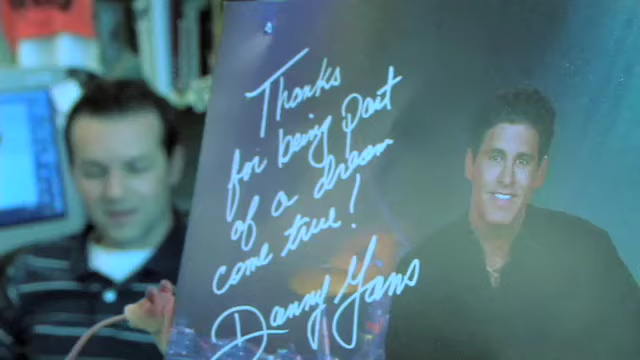 Thanks
for being part
of a dream
come true!
Danny Gans